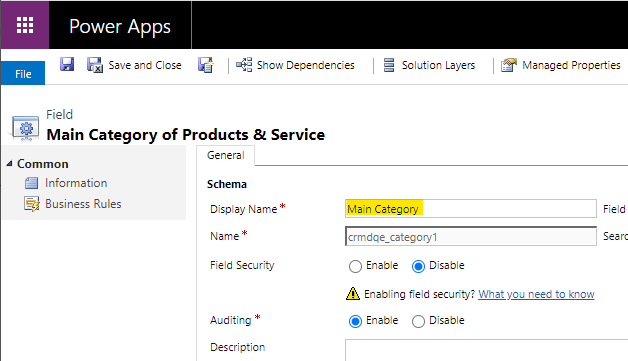 Power Apps
File Save and Close Show Dependencies Solution Layers Managed Properties
Field
Main Category of Products & Service
Common
Information
Business Rules
General
Schema
Display Name * Main Category Field
Name * crmdqe_category1 Searc
Field Security Enable Disable
Enabling field security? What you need to know
Auditing * Enable Disable
Description